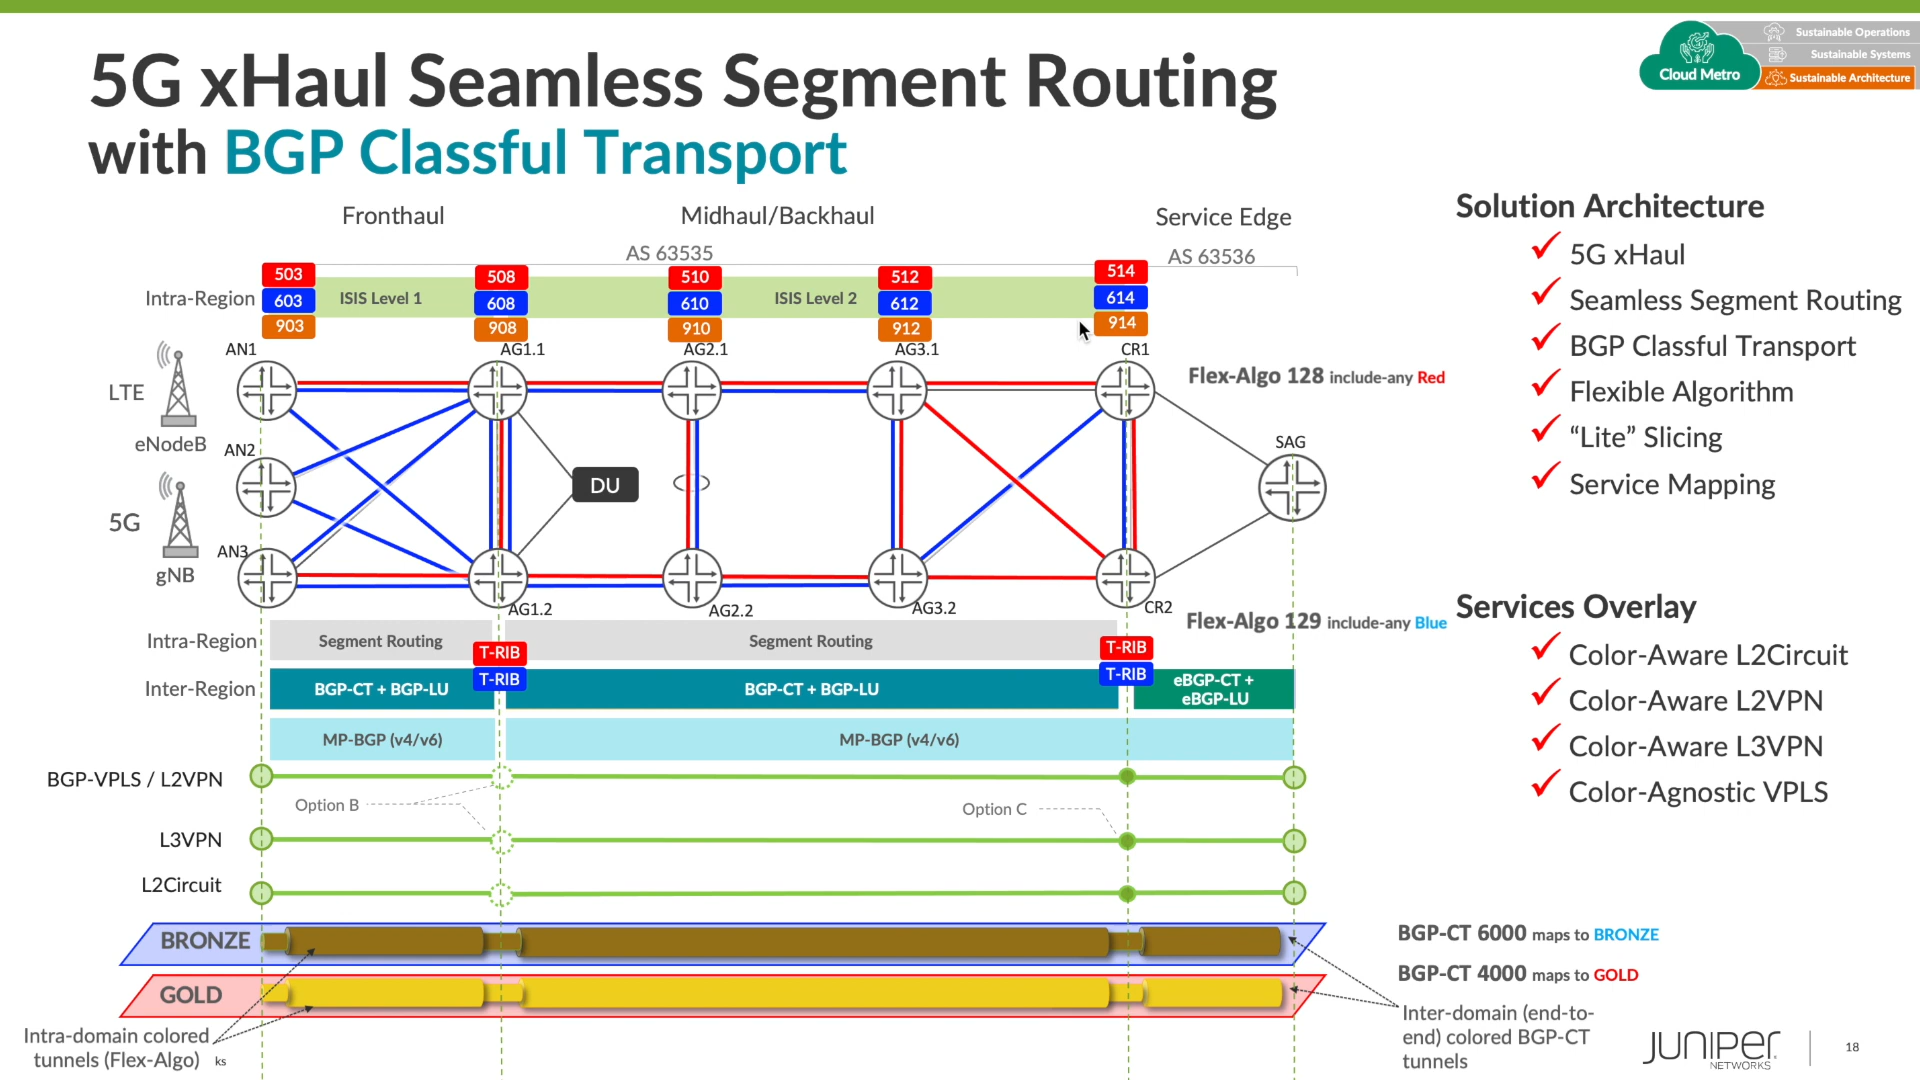 Sustainable Operations
Sustainable Systems
Sustainable Architecture
Cloud Metro
5G xHaul Seamless Segment Routing
with BGP Classful Transport
Fronthaul
Midhaul/Backhaul
Service Edge
AS 63535
AS 63536
Intra-Region
503
603
903
ISIS Level 1
508
608
908
510
610
910
ISIS Level 2
512
612
912
514
614
914
AN1
AG1.1
AG2.1
AG3.1
CR1
LTE
eNodeB
AN2
5G
gNB
AN3
DU
SAG
AG1.2
AG2.2
AG3.2
CR2
Flex-Algo 128 include-any Red
Flex-Algo 129 include-any Blue
Intra-Region
Segment Routing
T-RIB
T-RIB
Segment Routing
T-RIB
T-RIB
Inter-Region
BGP-CT + BGP-LU
BGP-CT + BGP-LU
eBGP-CT +
eBGP-LU
MP-BGP (v4/v6)
MP-BGP (v4/v6)
BGP-VPLS / L2VPN
Option B
Option C
L3VPN
L2Circuit
BRONZE
GOLD
Intra-domain colored
tunnels (Flex-Algo)
ks
BGP-CT 6000 maps to BRONZE
BGP-CT 4000 maps to GOLD
Inter-domain (end-to-
end) colored BGP-CT
tunnels
Solution Architecture
5G xHaul
Seamless Segment Routing
BGP Classful Transport
Flexible Algorithm
“Lite” Slicing
Service Mapping
Services Overlay
Color-Aware L2Circuit
Color-Aware L2VPN
Color-Aware L3VPN
Color-Agnostic VPLS
JUNIPER
NETWORKS
18